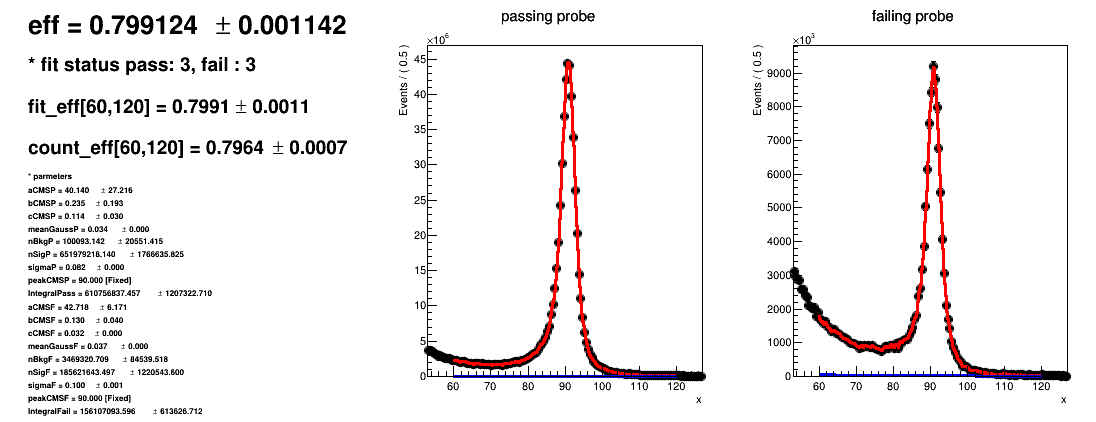 eff = 0.799124 ± 0.001142
* fit status pass: 3, fail : 3
fit_eff[60,120] = 0.7991 ± 0.0011
count_eff[60,120] = 0.7964 ± 0.0007
* parmeters
aCMSP = 40.140 ± 27.216
bCMSP = 0.235 ± 0.193
cCMSP = 0.114 ± 0.030
meanGaussP = 0.034 ± 0.000
nBkgP = 100093.142 ± 20551.415
nSigP = 651979218.140 ± 1766635.825
sigmaP = 0.082 ± 0.000
peakCMSP = 90.000 [Fixed]
IntegralPass = 610756837.457 ± 1207322.710
aCMSF = 42.718 ± 6.171
bCMSF = 0.130 ± 0.040
cCMSF = 0.032 ± 0.000
meanGaussF = 0.037 ± 0.000
nBkgF = 3469320.709 ± 84539.518
nSigF = 185621643.497 ± 1220543.600
sigmaF = 0.100 ± 0.001
peakCMSF = 90.000 [Fixed]
IntegralFail = 156107093.596 ± 613626.712
passing probe
×10⁶
Events / ( 0.5 )
45
40
35
30
25
20
15
10
5
0
60 70 80 90 100 110 120
x
failing probe
×10³
Events / ( 0.5 )
9000
8000
7000
6000
5000
4000
3000
2000
1000
0
60 70 80 90 100 110 120
x